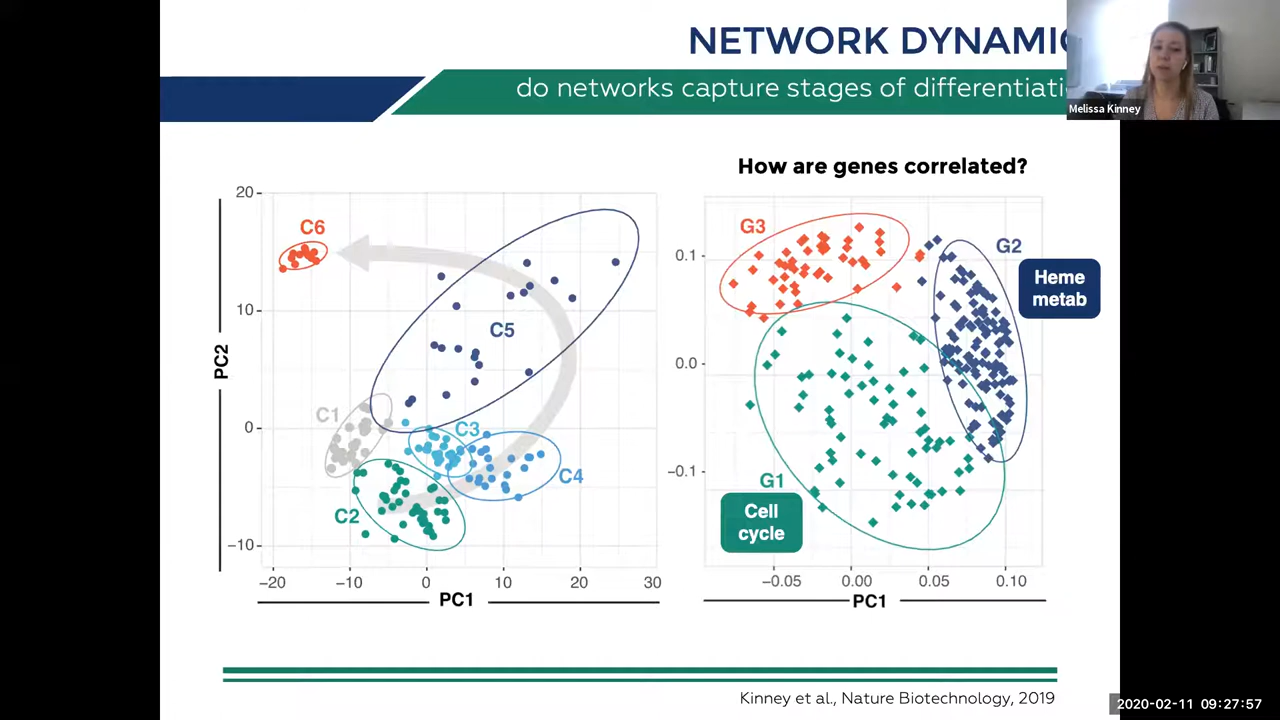 NETWORK DYNAMIC
do networks capture stages of differentiati
Melissa Kinney
How are genes correlated?
20
10
0
−10
PC2
C6
C5
C1
C3
C4
C2
−20
−10
0
10
20
30
PC1
0.1
0.0
−0.1
G3
G2
Heme
metab
G1
Cell
cycle
−0.05
0.00
0.05
0.10
PC1
Kinney et al., Nature Biotechnology, 2019
2020-02-11 09:27:57